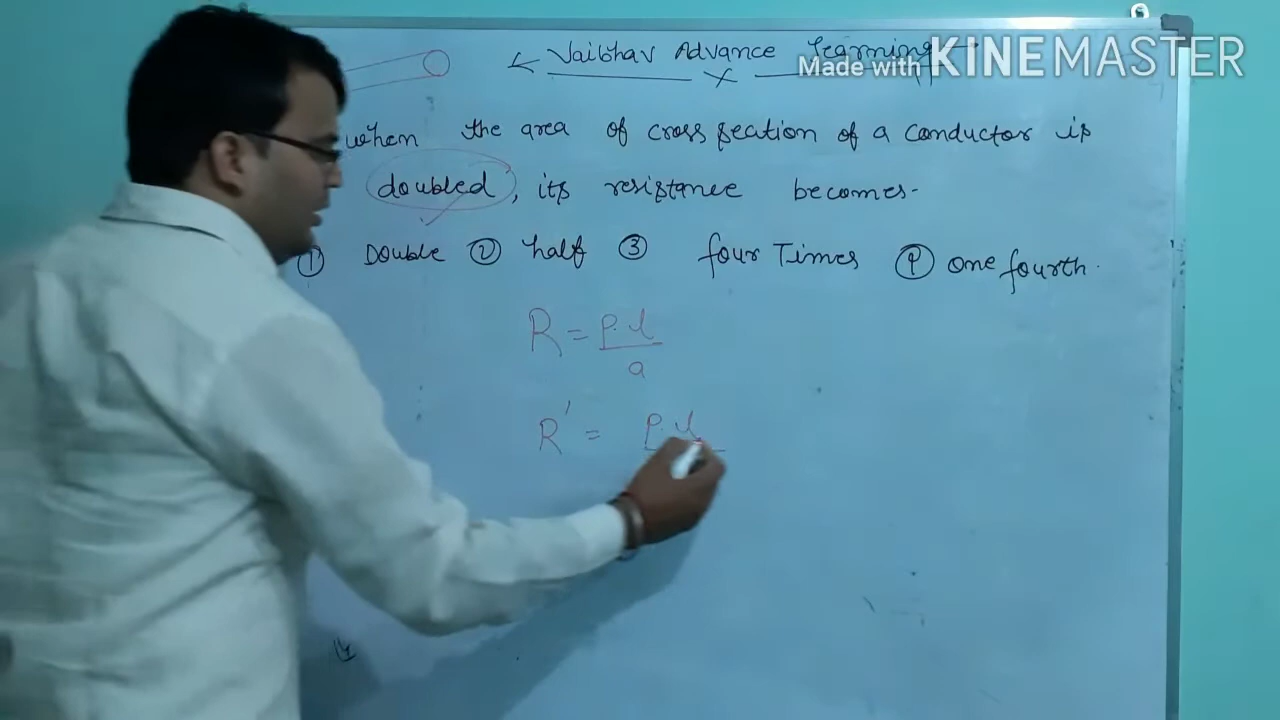 ← Vaibhav Advance Learning
Made with KINEMASTER
when the area of cross section of a conductor is
doubled, its resistance becomes.
① Double ② half ③ four Times ④ one fourth.
R = ρ.l
a
R' = ρ.l